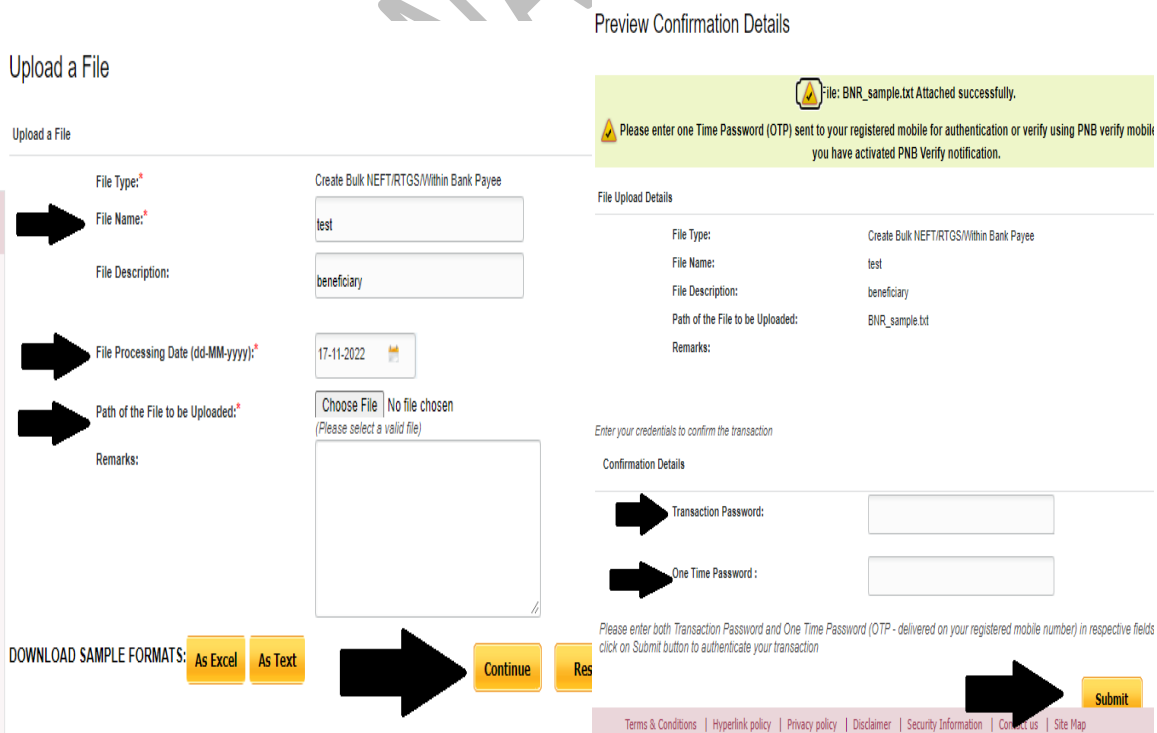 Upload a File
Upload a File
File Type:*
Create Bulk NEFT/RTGS/Within Bank Payee
File Name:*
test
File Description:
beneficiary
File Processing Date (dd-MM-yyyy):*
17-11-2022
Path of the File to be Uploaded:*
Choose File No file chosen
(Please select a valid file)
Remarks:
DOWNLOAD SAMPLE FORMATS: As Excel As Text
Continue
Res
Preview Confirmation Details
File: BNR_sample.txt Attached successfully.
Please enter one Time Password (OTP) sent to your registered mobile for authentication or verify using PNB verify mobile
you have activated PNB Verify notification.
File Upload Details
File Type:
Create Bulk NEFT/RTGS/Within Bank Payee
File Name:
test
File Description:
beneficiary
Path of the File to be Uploaded:
BNR_sample.txt
Remarks:
Enter your credentials to confirm the transaction
Confirmation Details
Transaction Password:
One Time Password :
Please enter both Transaction Password and One Time Password (OTP - delivered on your registered mobile number) in respective fields
click on Submit button to authenticate your transaction
Submit
Terms & Conditions | Hyperlink policy | Privacy policy | Disclaimer | Security Information | Contact us | Site Map